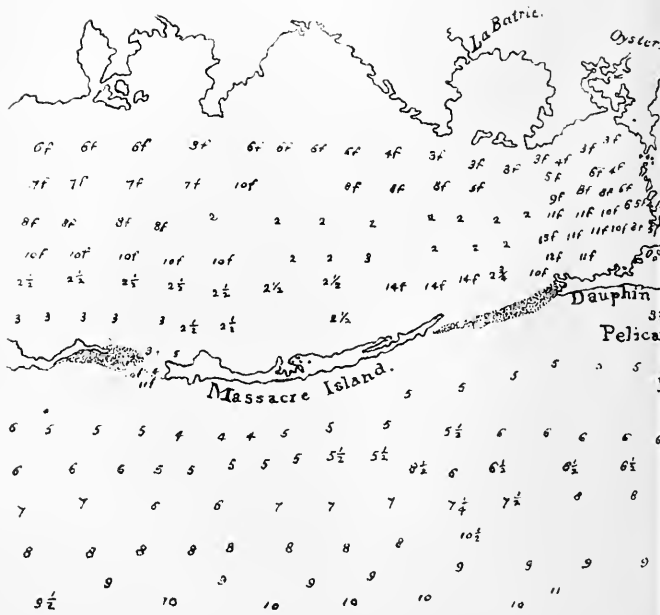 La Batrie.
Oyster
6f 6f 6f 9f 6f 6f 6f 6f 4f 3f 3f 3f 3f 4f 3f 3f
5f 6f 4f
7f 7f 7f 7f 10f 8f 8f 8f 5f 9f 8f 8f 6f
8f 8f 8f 8f 2 2 2 2 2 2 2 11f 11f 10f 6 5f
13f 11f 11f 10f 8f
10f 10f 10f 10f 10f 2 2 3 2 2 2 12f 11f
2½ 2½ 2½ 2½ 2½ 2½ 2½ 14f 14f 14f 2¾ 10f
Dauphin
3 3 3 3 3 2½ 2½ 2½
Pelica
5
11f
Massacre Island.
5 5 5 5 5
6 5 5 5 4 4 4 5 5 5 5½ 6 6 6 6
6 6 6 5 5 5 5 5 5½ 5½ 8½ 6 6½ 8½ 6½
7 7 6 6 7 7 7 7¼ 7½ 8 8
10½
8 8 8 8 8 8 8 8
9 9 9 9 9 9 9 9
9½ 10 10 10 10 10 11